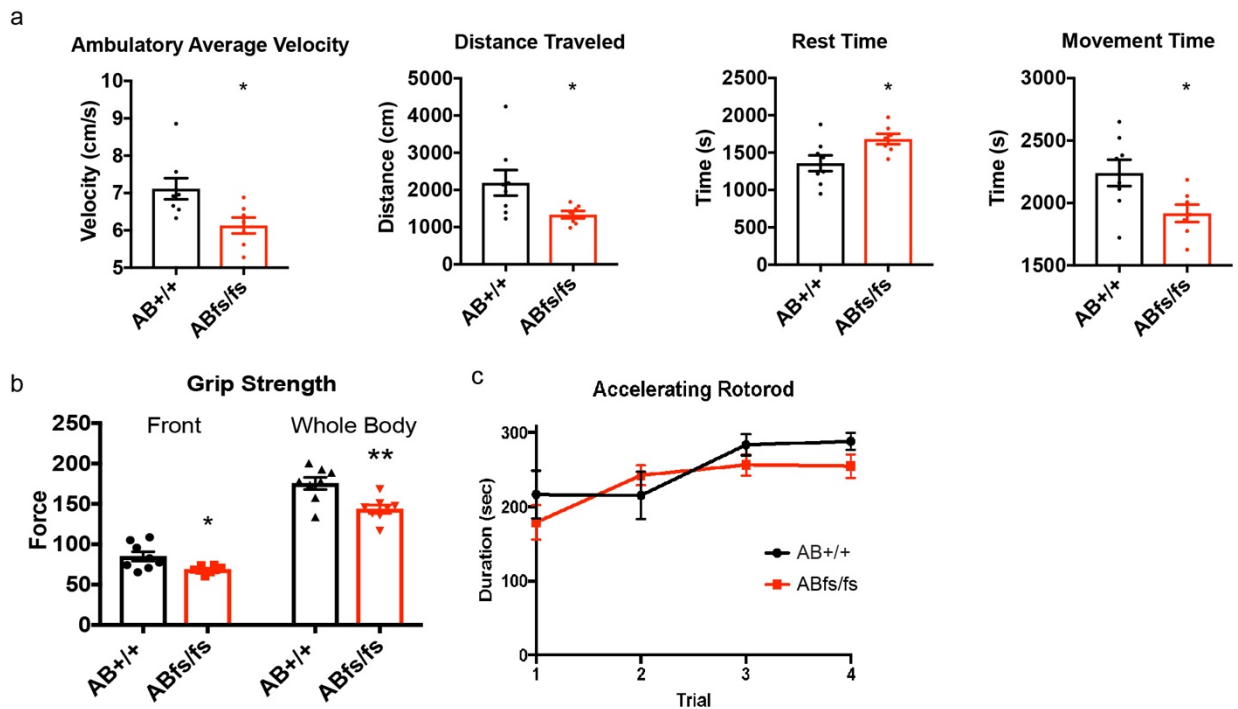 a
Ambulatory Average Velocity
Velocity (cm/s)
10
9
8
7
6
5
AB+/+
ABfs/fs
*
Distance Traveled
Distance (cm)
5000
4000
3000
2000
1000
0
AB+/+
ABfs/fs
*
Rest Time
Time (s)
2500
2000
1500
1000
500
0
AB+/+
ABfs/fs
*
Movement Time
Time (s)
3000
2500
2000
1500
AB+/+
ABfs/fs
*
b
Grip Strength
Front
Whole Body
Force
250
200
150
100
50
0
*
**
AB+/+
ABfs/fs
AB+/+
ABfs/fs
c
Accelerating Rotorod
Duration (sec)
300
200
100
0
1 2 3 4
Trial
AB+/+
ABfs/fs